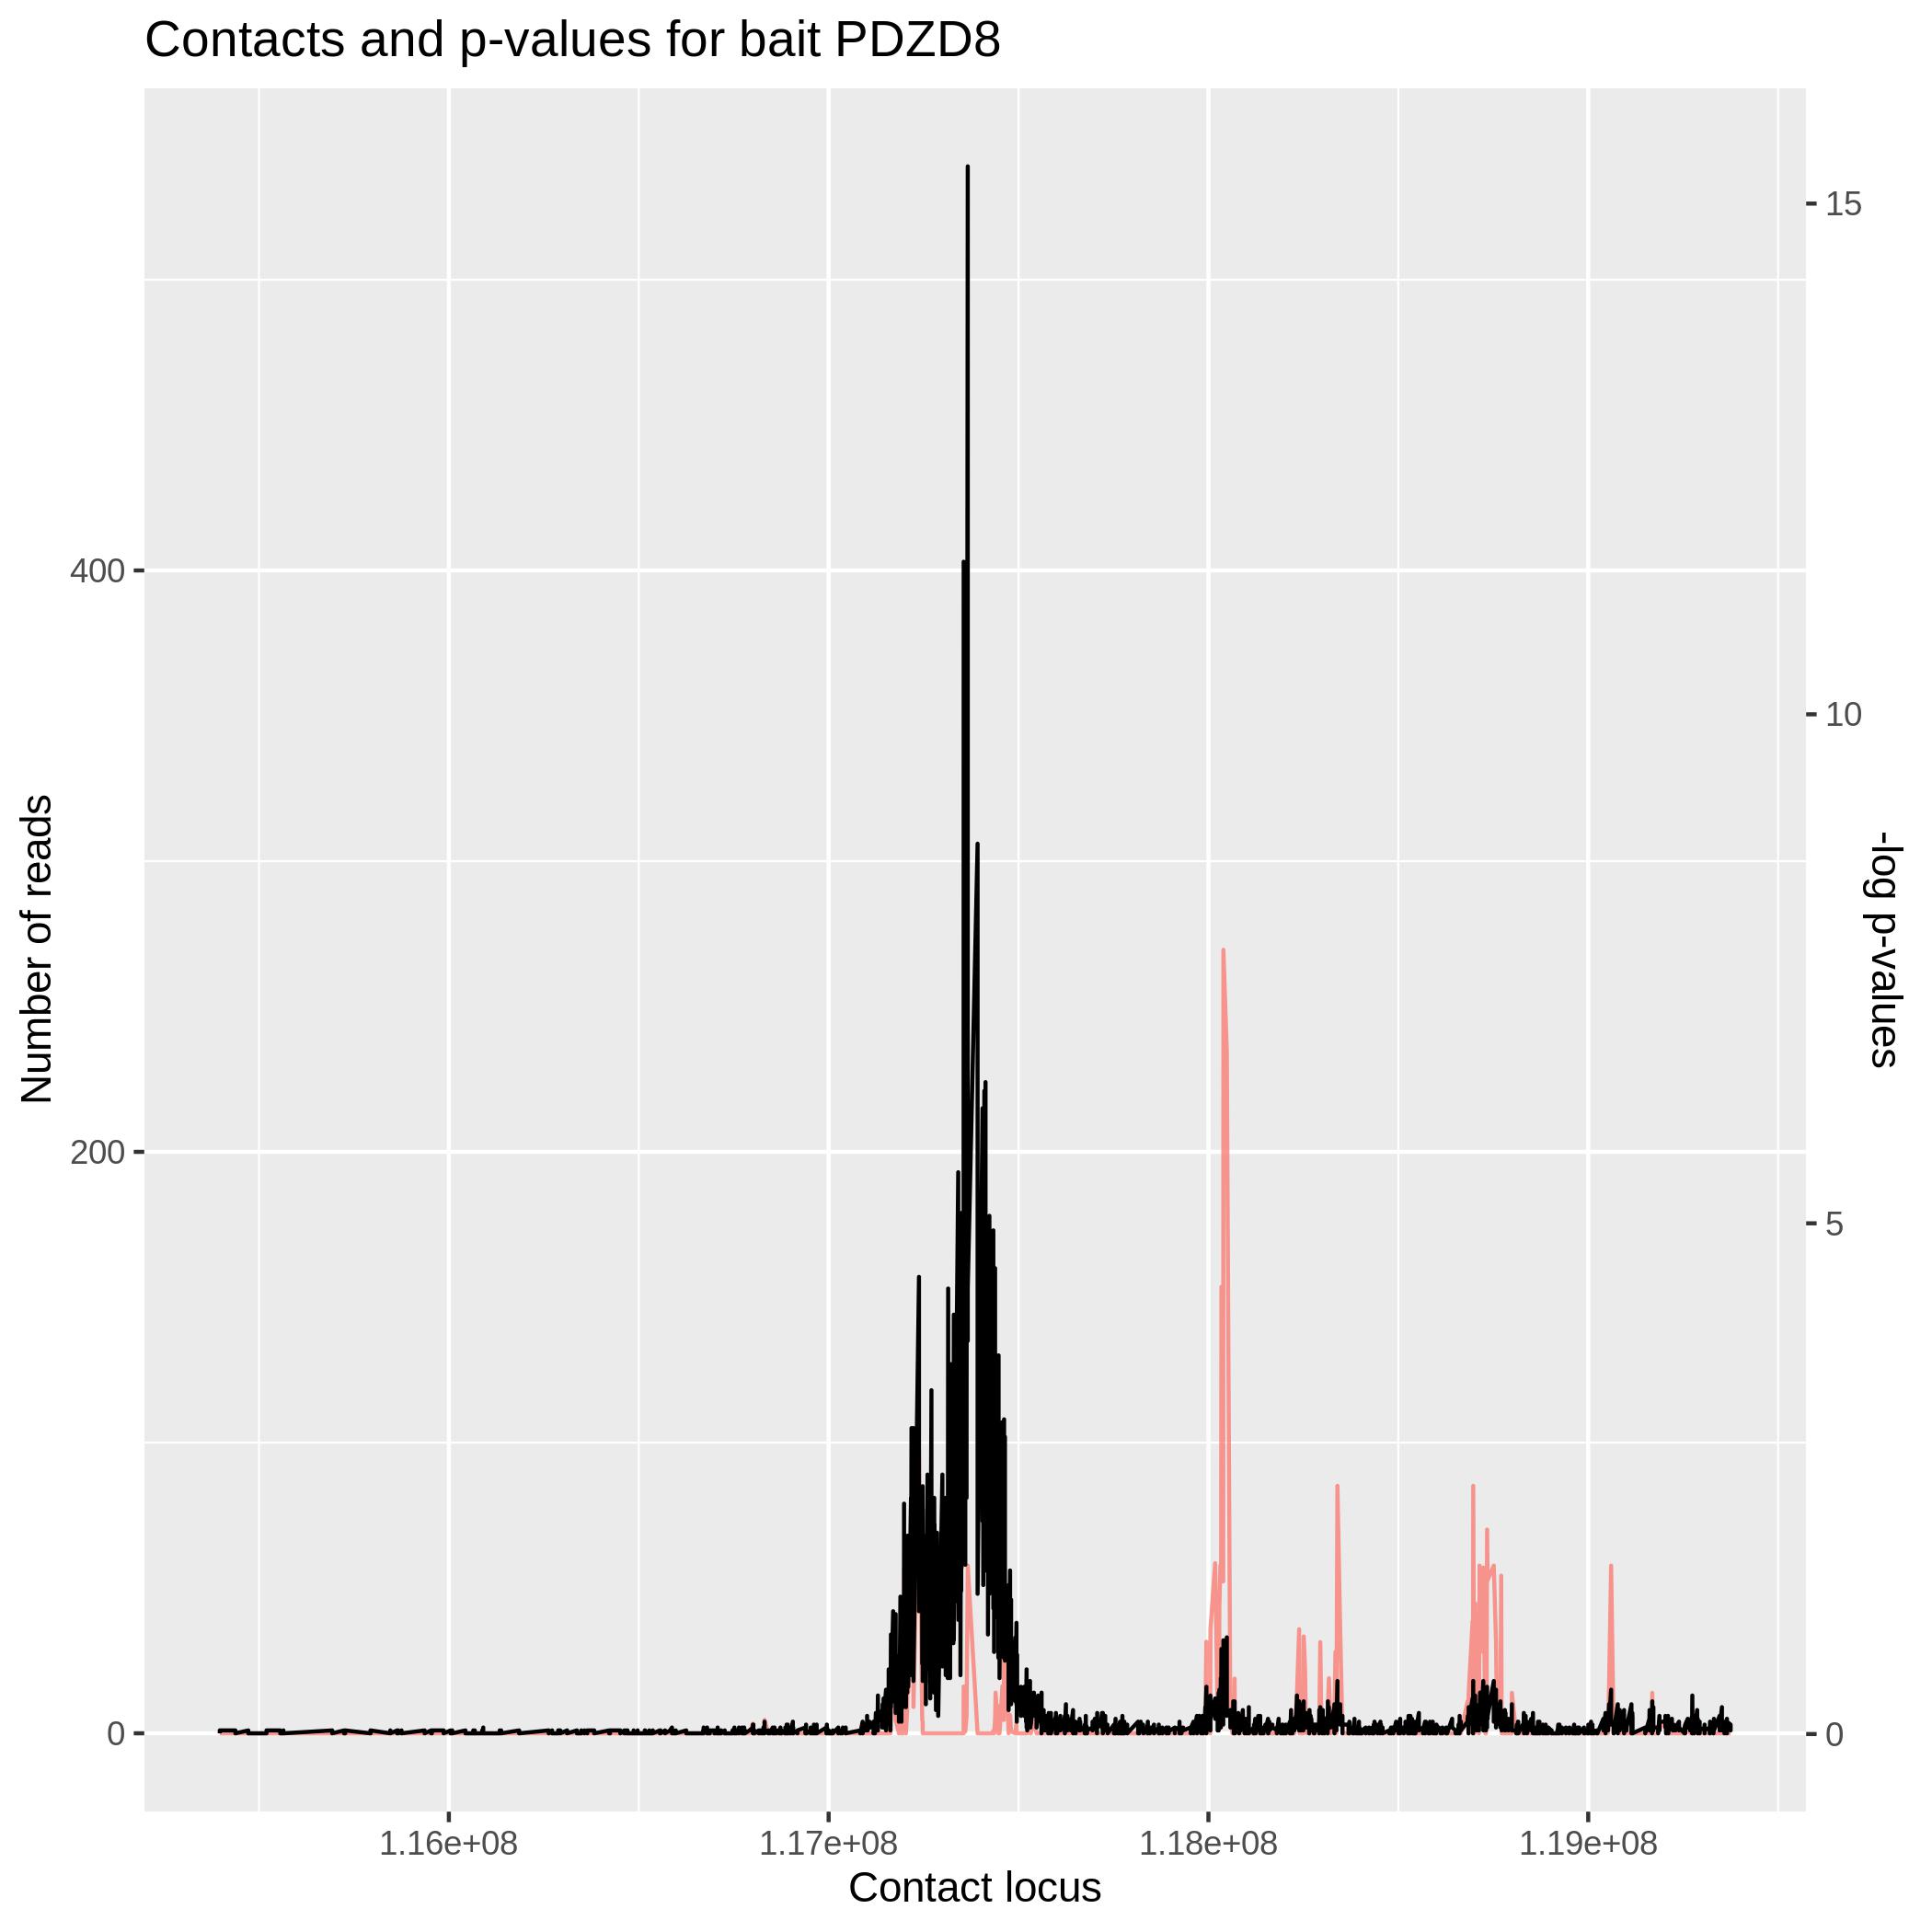 Contacts and p-values for bait PDZD8
Number of reads
400
200
0
15
10
5
0
-log p-values
1.16e+08
1.17e+08
1.18e+08
1.19e+08
Contact locus